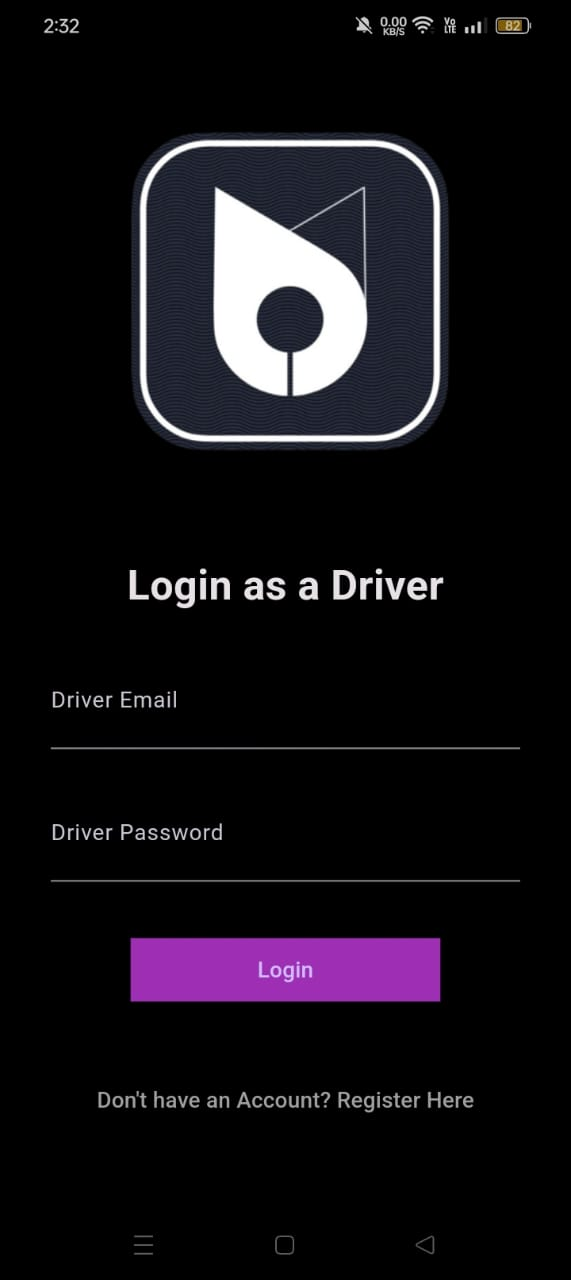 2:32
0.00
KB/S
Vo
LTE
82
Login as a Driver
Driver Email
Driver Password
Login
Don't have an Account? Register Here